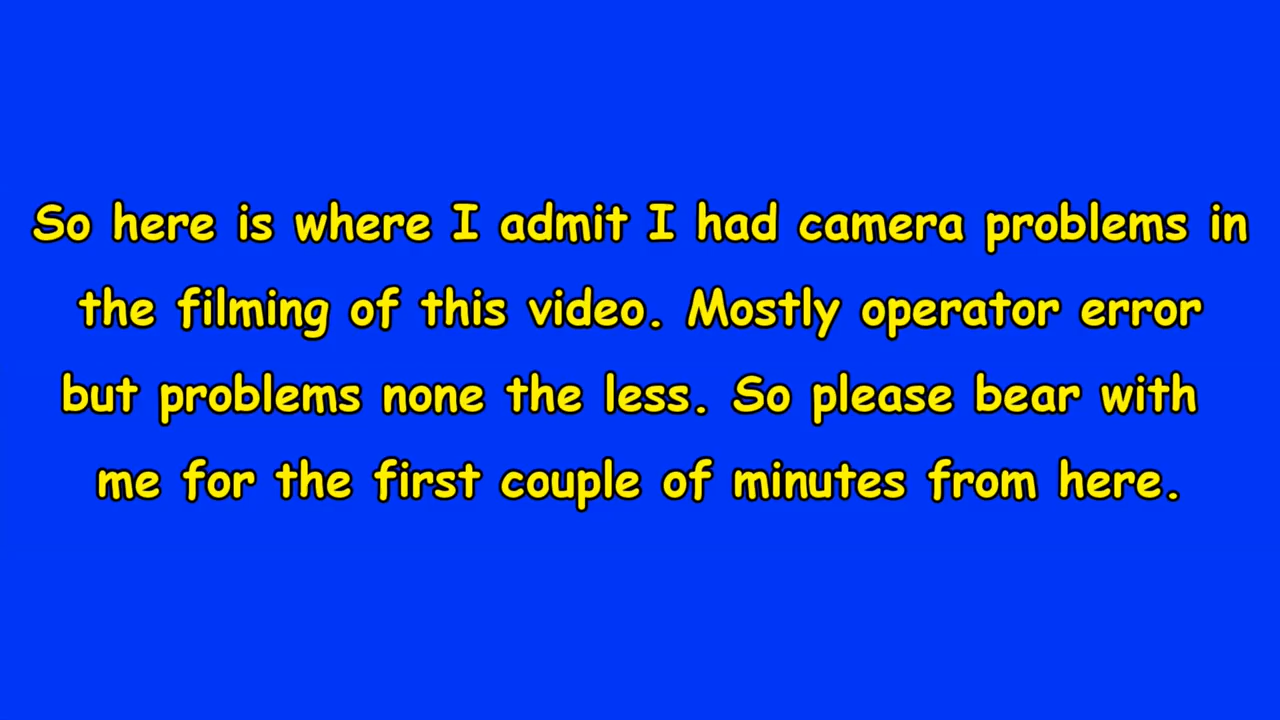 So here is where I admit I had camera problems in
the filming of this video. Mostly operator error
but problems none the less. So please bear with
me for the first couple of minutes from here.